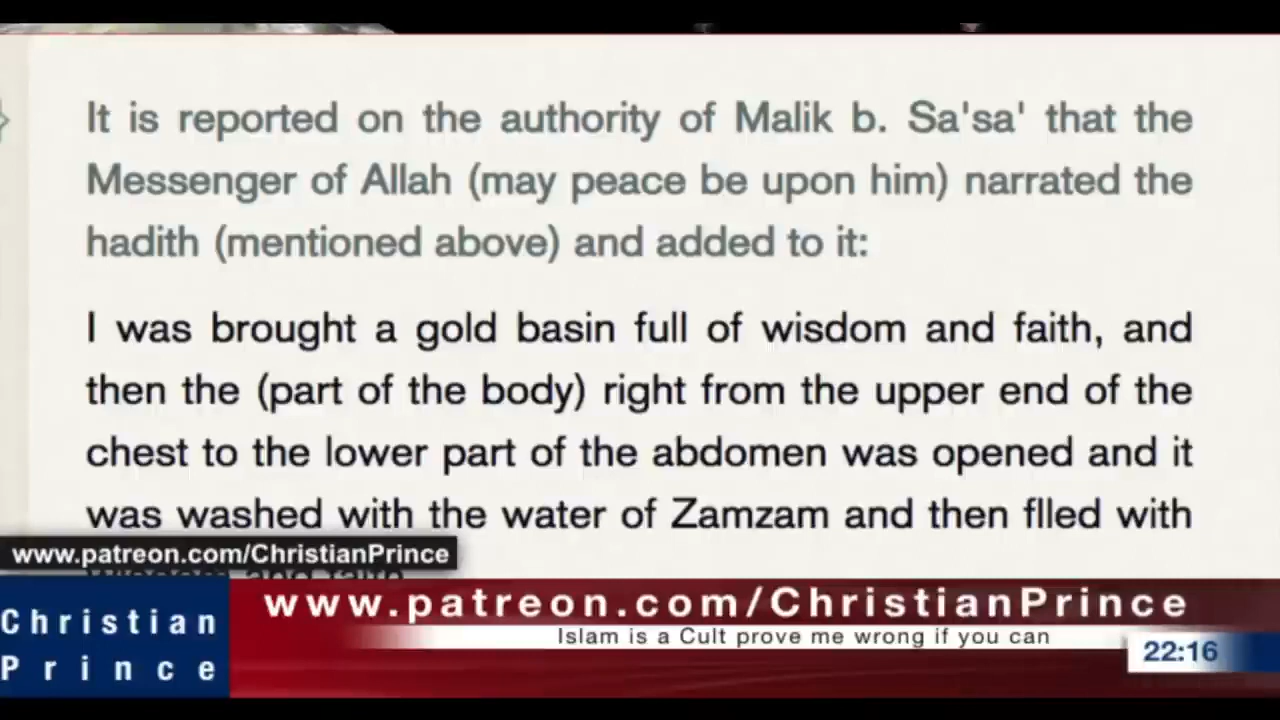 It is reported on the authority of Malik b. Sa'sa' that the
Messenger of Allah (may peace be upon him) narrated the
hadith (mentioned above) and added to it:
I was brought a gold basin full of wisdom and faith, and
then the (part of the body) right from the upper end of the
chest to the lower part of the abdomen was opened and it
was washed with the water of Zamzam and then flled with
www.patreon.com/ChristianPrince
wisdom and faith
Christian
Prince
www.patreon.com/ChristianPrince
Islam is a Cult prove me wrong if you can
22:16